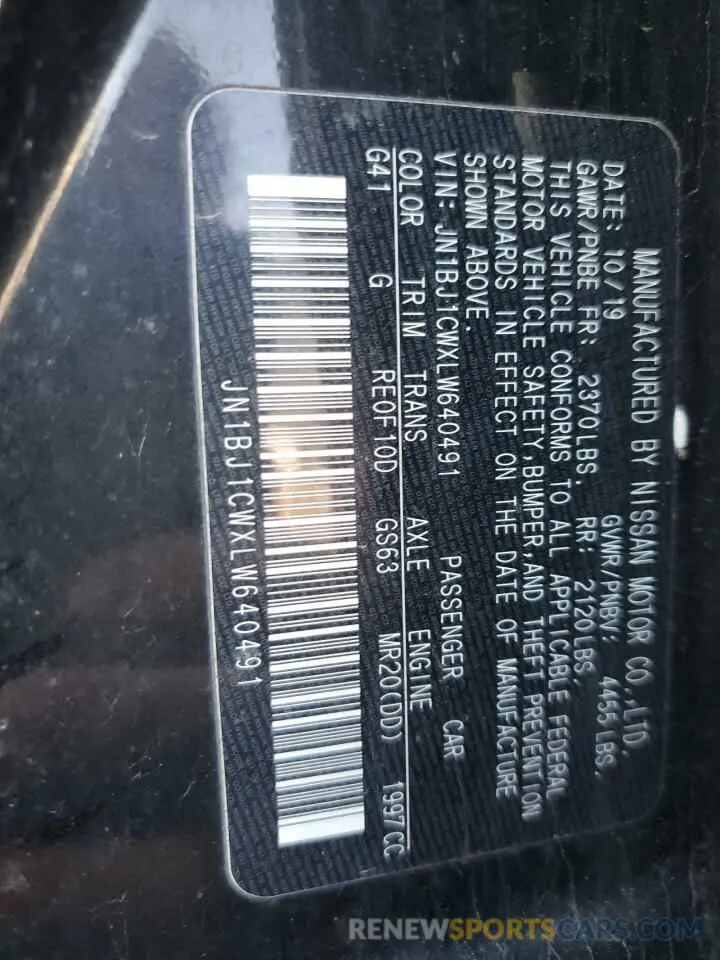 MANUFACTURED BY NISSAN MOTOR CO.,LTD.
DATE: 10/19 GVWR/PNBV: 4455 LBS.
GAWR/PNBE FR: 2370LBS. RR: 2120LBS.
THIS VEHICLE CONFORMS TO ALL APPLICABLE FEDERAL
MOTOR VEHICLE SAFETY,BUMPER,AND THEFT PREVENTION
STANDARDS IN EFFECT ON THE DATE OF MANUFACTURE
SHOWN ABOVE.
VIN: JN1BJ1CWXLW640491 PASSENGER CAR
COLOR TRIM TRANS AXLE ENGINE
G41 G RE0F10D GS63 MR20(DD) 1997CC
JN1BJ1CWXLW640491
RENEWSPORTSCARS.COM